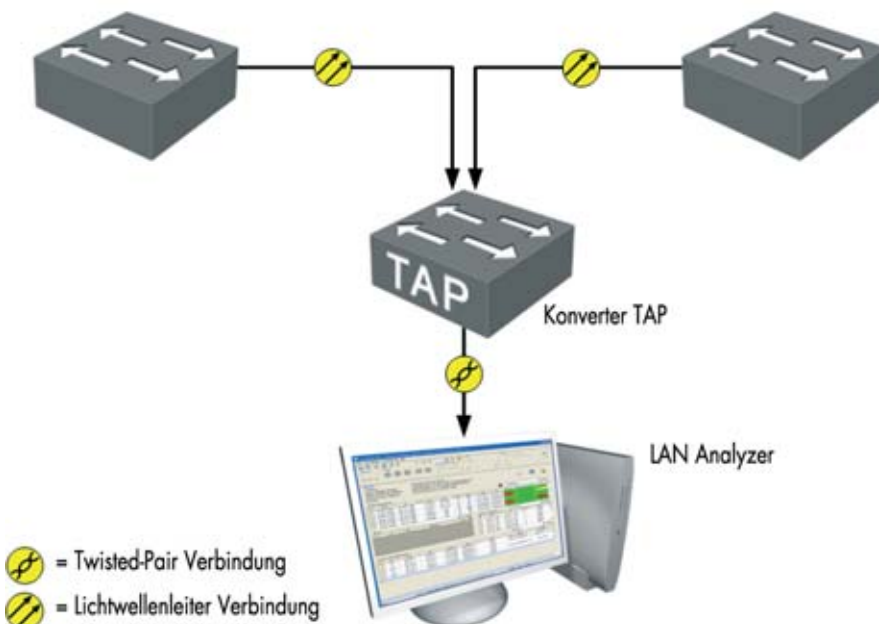 TAP
Konverter TAP
LAN Analyzer
= Twisted-Pair Verbindung
= Lichtwellenleiter Verbindung